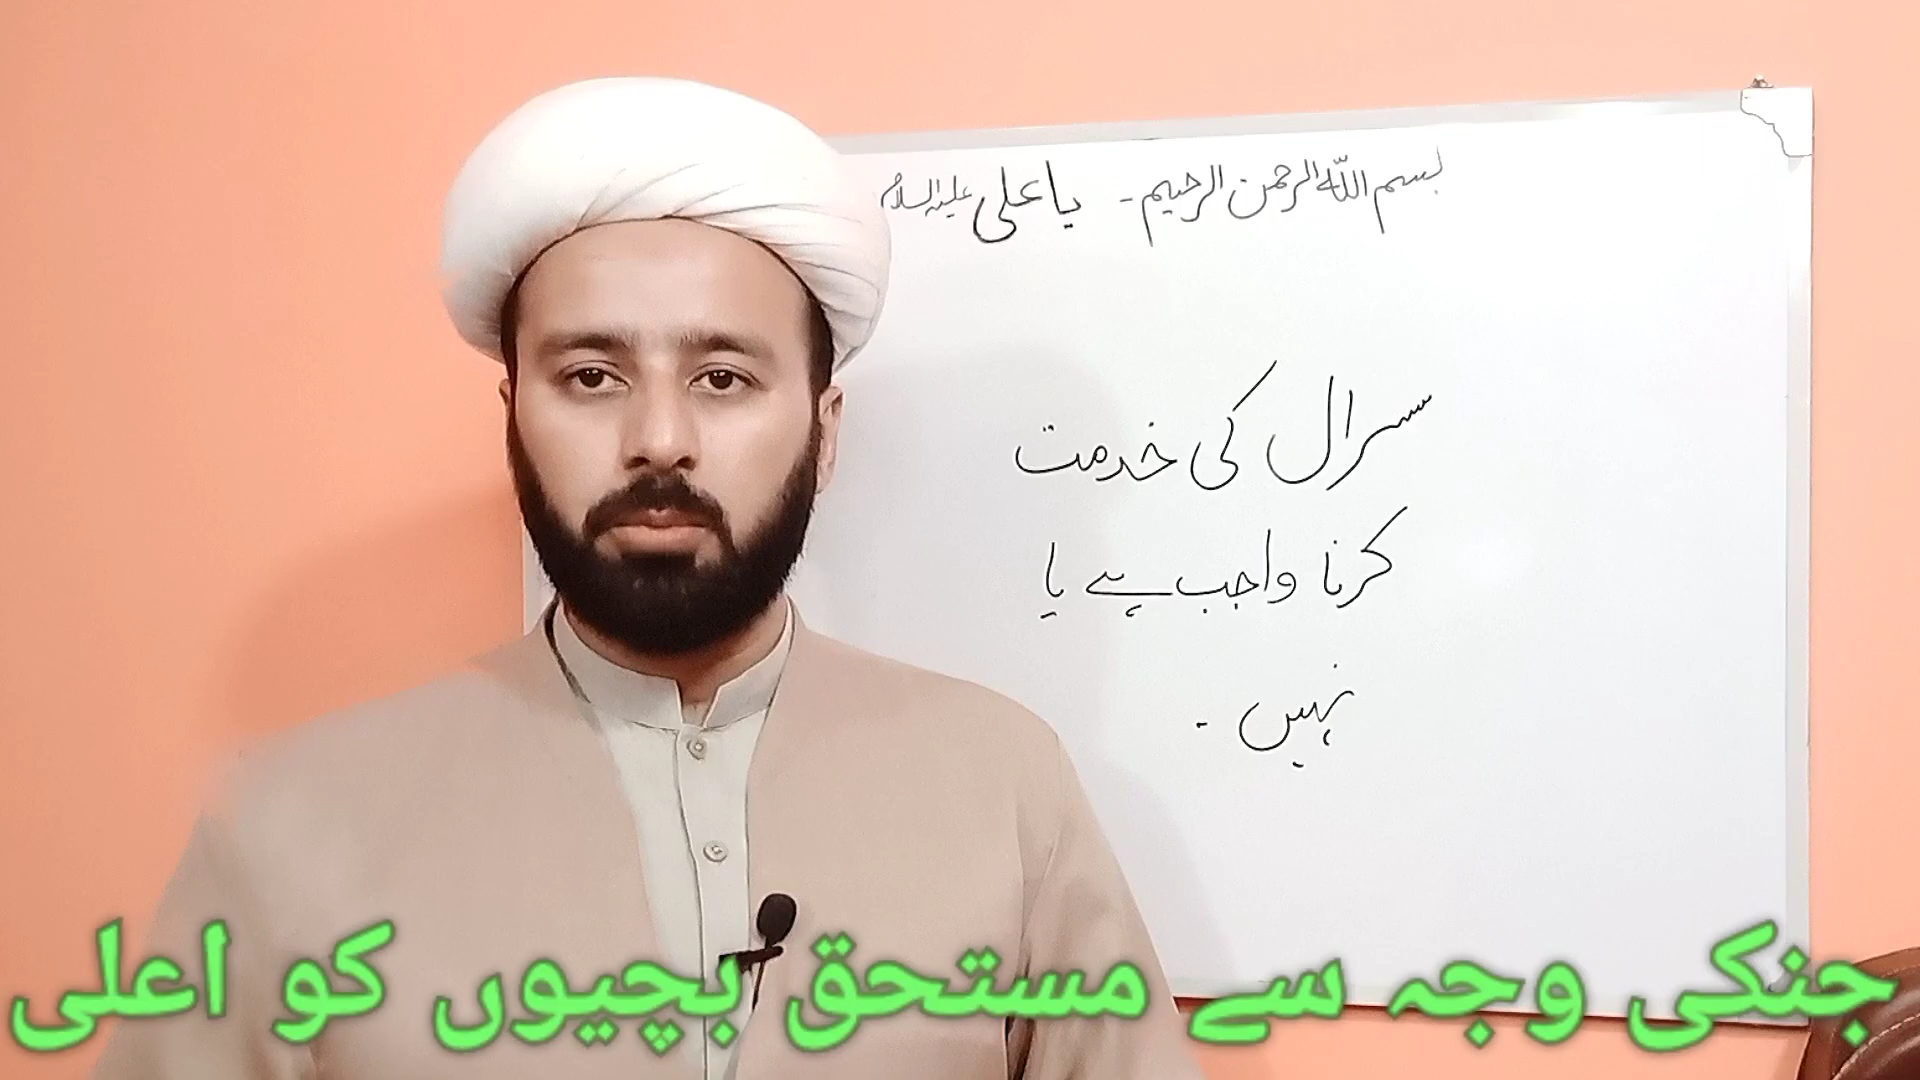 بسم اللہ الرحمن الرحیم۔ یا علی علیہ السلام
سسرال کی خدمت
کرنا واجب ہے یا
نہیں ۔
جنکی وجہ سے مستحق بچیوں کو اعلی